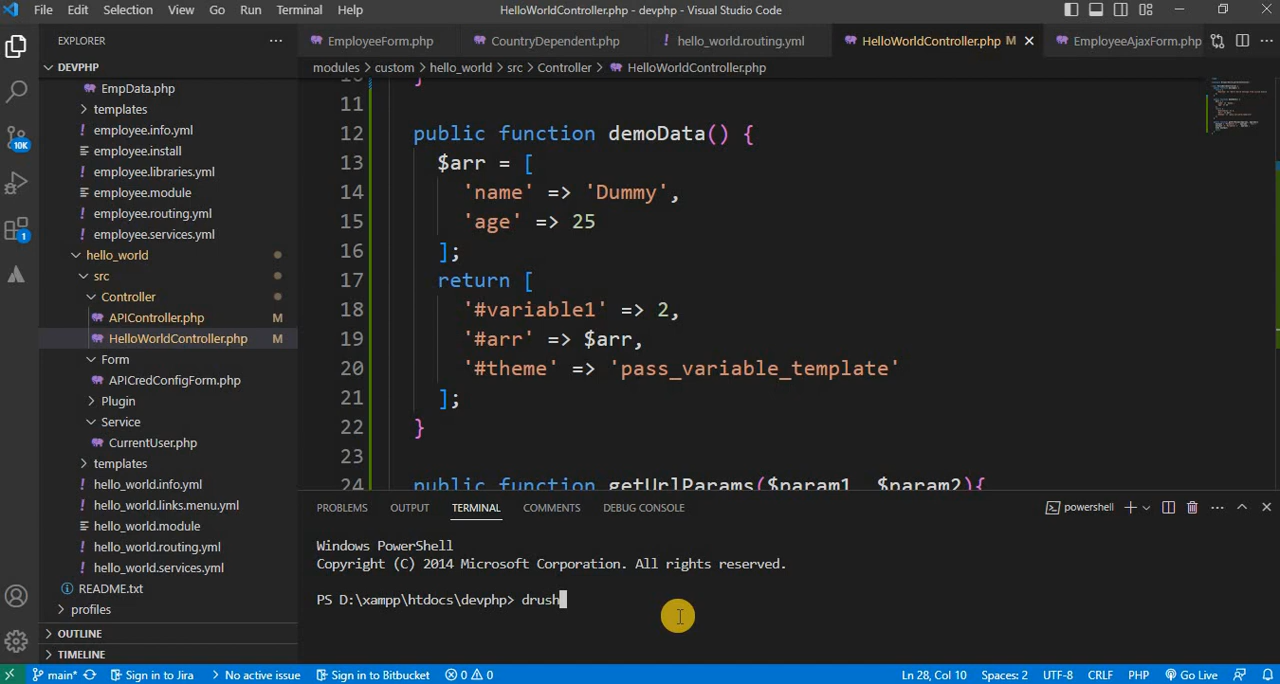 File Edit Selection View Go Run Terminal Help HelloWorldController.php - devphp - Visual Studio Code
EXPLORER
EmployeeForm.php CountryDependent.php ! hello_world.routing.yml HelloWorldController.php M EmployeeAjaxForm.php
DEVPHP
modules > custom > hello_world > src > Controller > HelloWorldController.php
EmpData.php
templates
employee.info.yml
employee.install
employee.libraries.yml
employee.module
employee.routing.yml
employee.services.yml
hello_world
src
Controller
APIController.php M
HelloWorldController.php M
Form
APICredConfigForm.php
Plugin
Service
CurrentUser.php
templates
hello_world.info.yml
hello_world.links.menu.yml
hello_world.module
hello_world.routing.yml
hello_world.services.yml
README.txt
profiles
OUTLINE
TIMELINE
10K
1
10 }
11
12 public function demoData() {
13 $arr = [
14 'name' => 'Dummy',
15 'age' => 25
16 ];
17 return [
18 '#variable1' => 2,
19 '#arr' => $arr,
20 '#theme' => 'pass_variable_template'
21 ];
22 }
23
24 public function getUrlParams($param1, $param2){
PROBLEMS OUTPUT TERMINAL COMMENTS DEBUG CONSOLE powershell
Windows PowerShell
Copyright (C) 2014 Microsoft Corporation. All rights reserved.
PS D:\xampp\htdocs\devphp> drush
main* Sign in to Jira No active issue Sign in to Bitbucket 0 0 Ln 28, Col 10 Spaces: 2 UTF-8 CRLF PHP Go Live